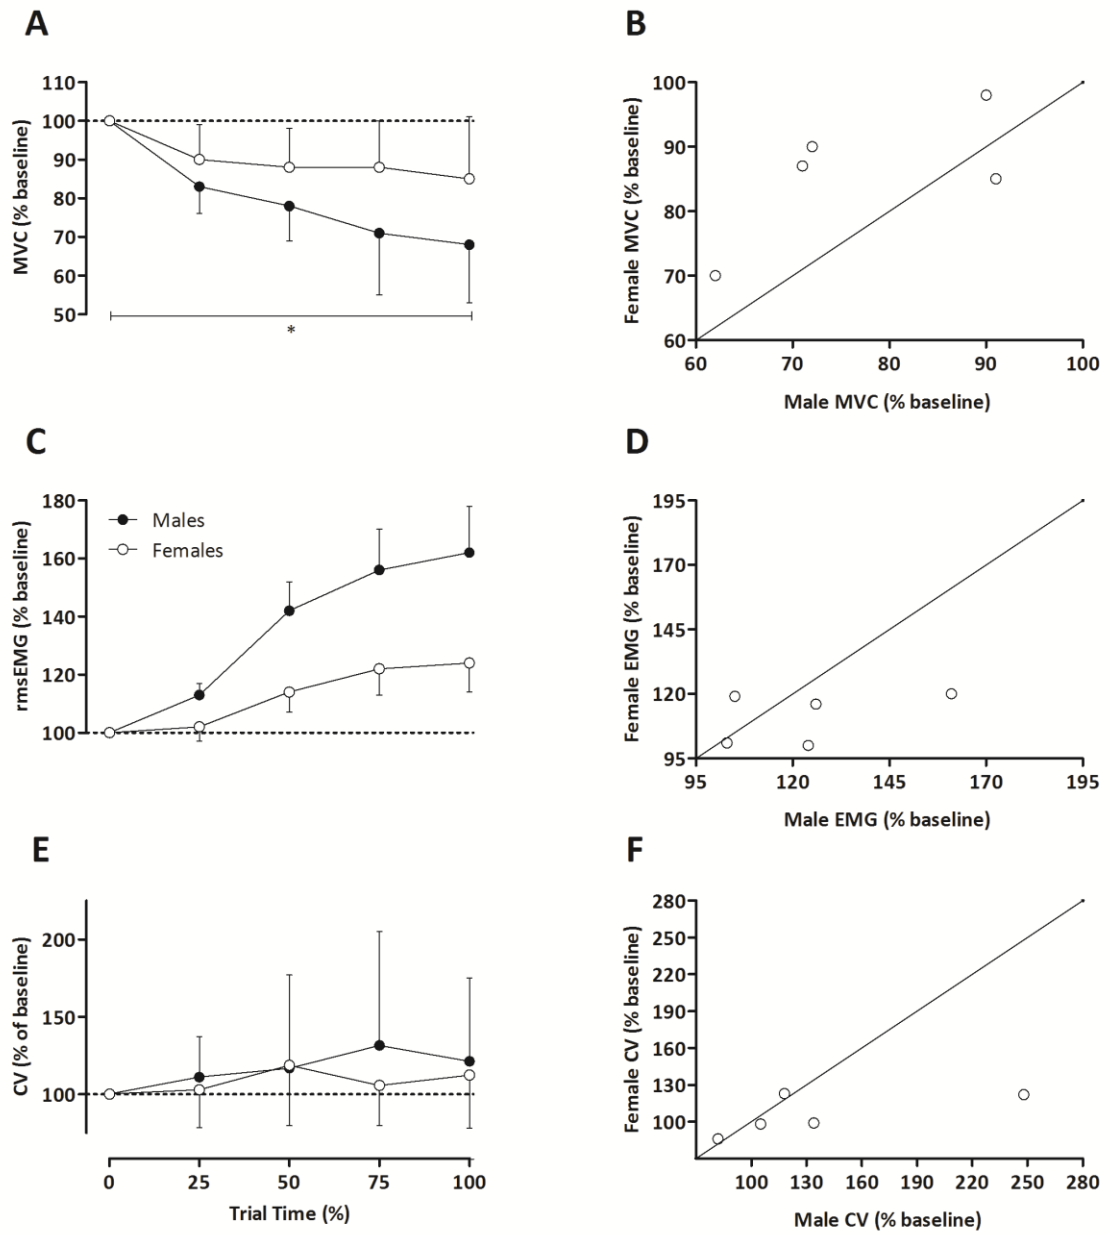 A
B
110
100
90
80
70
60
50
MVC (% baseline)
*
100
90
80
70
60
Female MVC (% baseline)
60 70 80 90 100
Male MVC (% baseline)
C
D
180
160
140
120
100
rmsEMG (% baseline)
Males
Females
195
170
145
120
95
Female EMG (% baseline)
95 120 145 170 195
Male EMG (% baseline)
E
F
200
150
100
CV (% of baseline)
0 25 50 75 100
Trial Time (%)
280
250
220
190
160
130
100
Female CV (% baseline)
100 130 160 190 220 250 280
Male CV (% baseline)